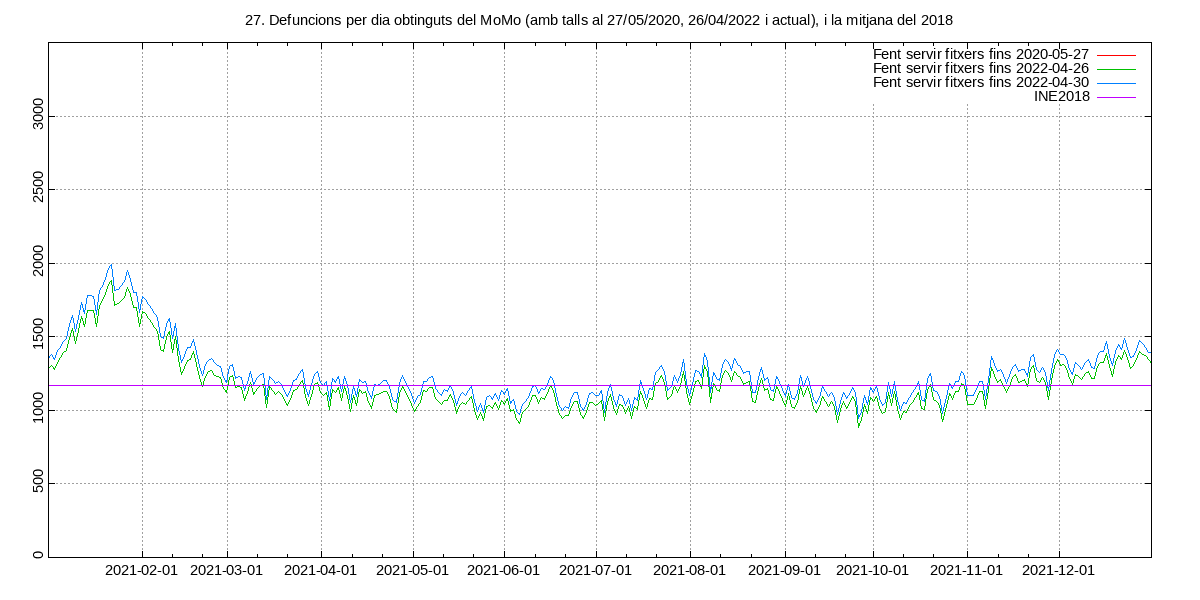 27. Defuncions per dia obtinguts del MoMo (amb talls al 27/05/2020, 26/04/2022 i actual), i la mitjana del 2018
Fent servir fitxers fins 2020-05-27
Fent servir fitxers fins 2022-04-26
Fent servir fitxers fins 2022-04-30
INE2018
3000
2500
2000
1500
1000
500
0
2021-02-01 2021-03-01 2021-04-01 2021-05-01 2021-06-01 2021-07-01 2021-08-01 2021-09-01 2021-10-01 2021-11-01 2021-12-01